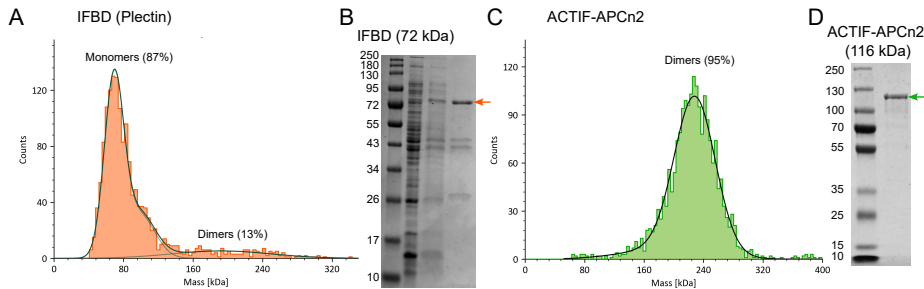 A
IFBD (Plectin)
Monomers (87%)
Dimers (13%)
Counts
120
80
40
0
0
80
160
240
320
Mass [kDa]
B
IFBD (72 kDa)
250
180
130
95
72
55
43
34
26
17
10
C
ACTIF-APCn2
Dimers (95%)
Counts
120
90
60
30
0
0
80
160
240
320
400
Mass [kDa]
D
ACTIF-APCn2
(116 kDa)
250
130
100
70
55
35
25
15
10